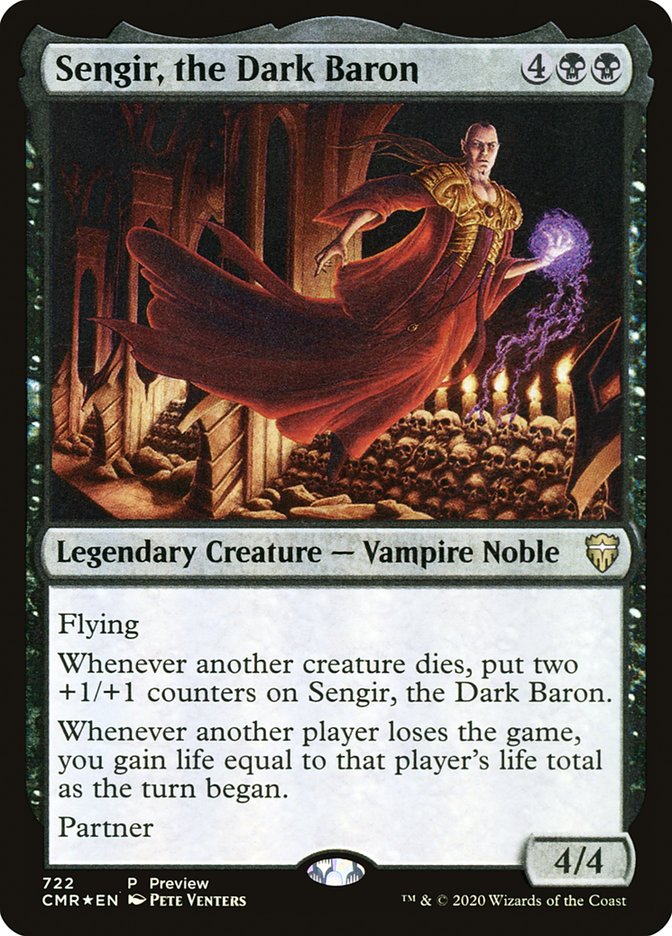 Sengir, the Dark Baron 4
Legendary Creature — Vampire Noble
Flying
Whenever another creature dies, put two
+1/+1 counters on Sengir, the Dark Baron.
Whenever another player loses the game,
you gain life equal to that player's life total
as the turn began.
Partner
4/4
722 P Preview
CMR★EN Pete Venters ™ & © 2020 Wizards of the Coast